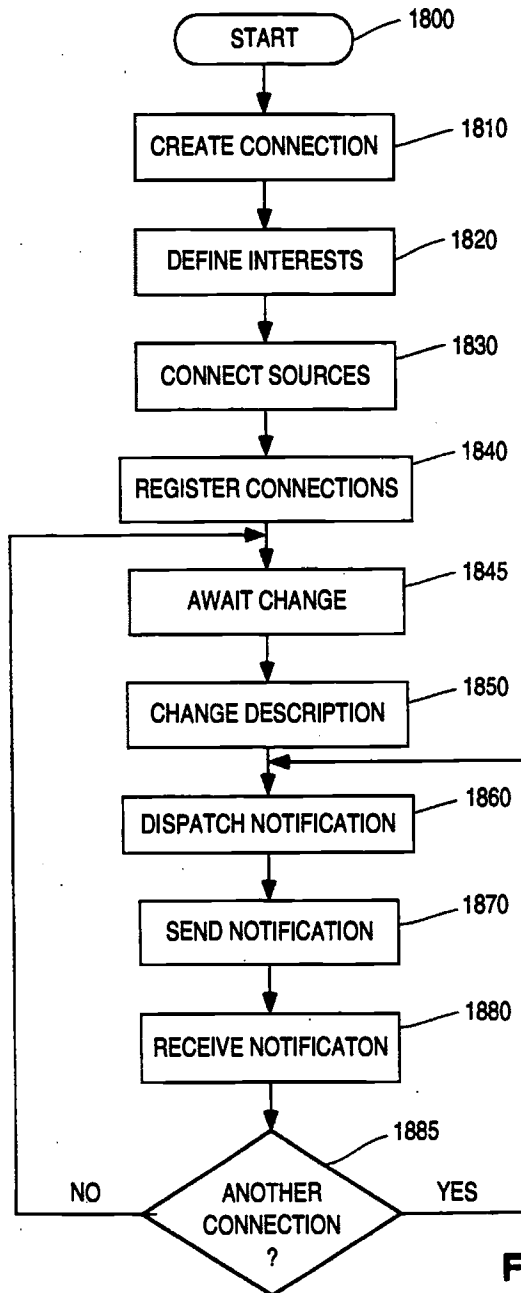 START
1800
CREATE CONNECTION
1810
DEFINE INTERESTS
1820
CONNECT SOURCES
1830
REGISTER CONNECTIONS
1840
AWAIT CHANGE
1845
CHANGE DESCRIPTION
1850
DISPATCH NOTIFICATION
1860
SEND NOTIFICATION
1870
RECEIVE NOTIFICATON
1880
1885
NO
ANOTHER
CONNECTION
?
YES
F